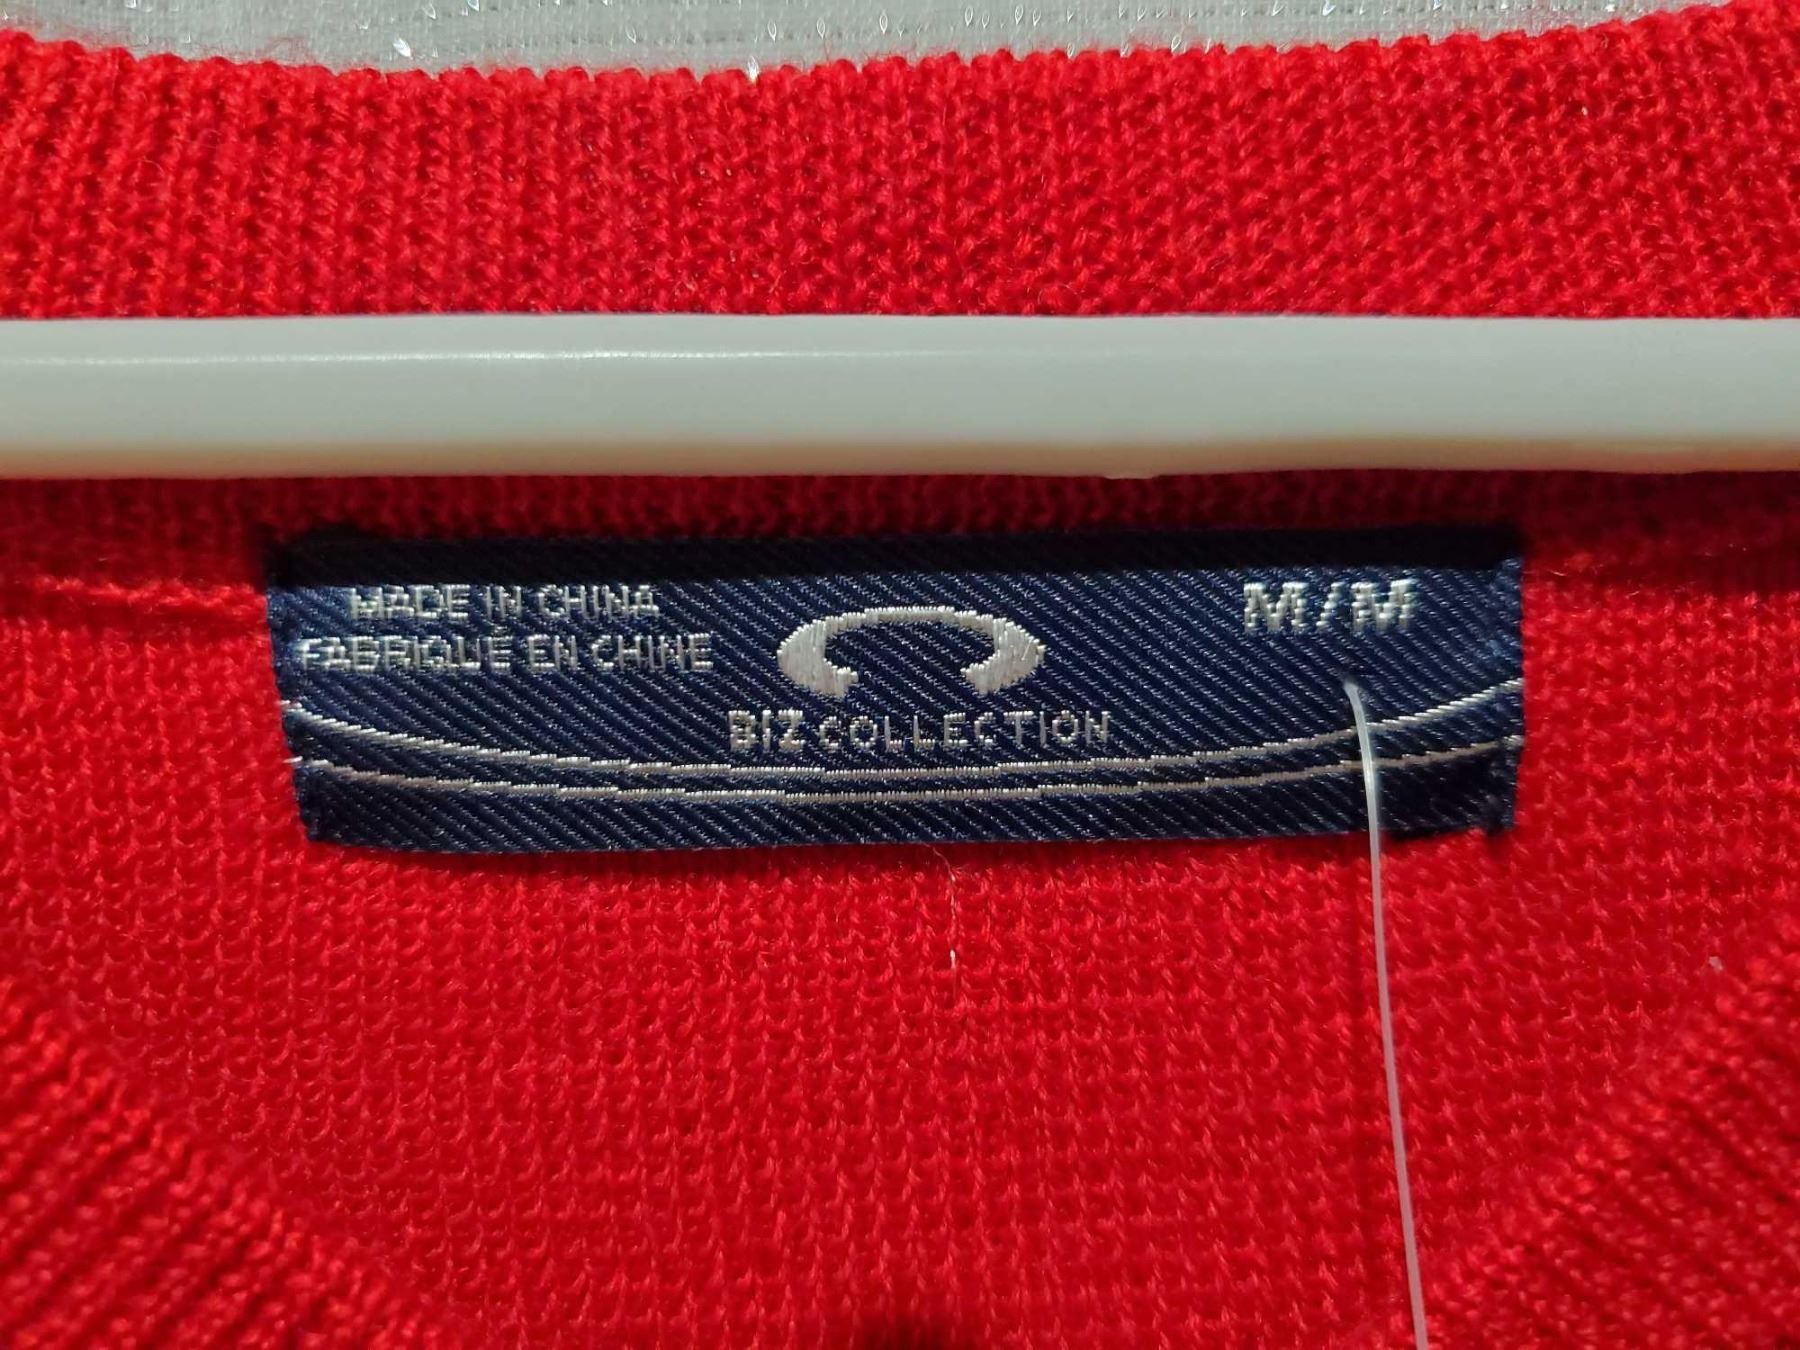 MADE IN CHINA
FABRIQUÉ EN CHINE
M/M
BIZ COLLECTION